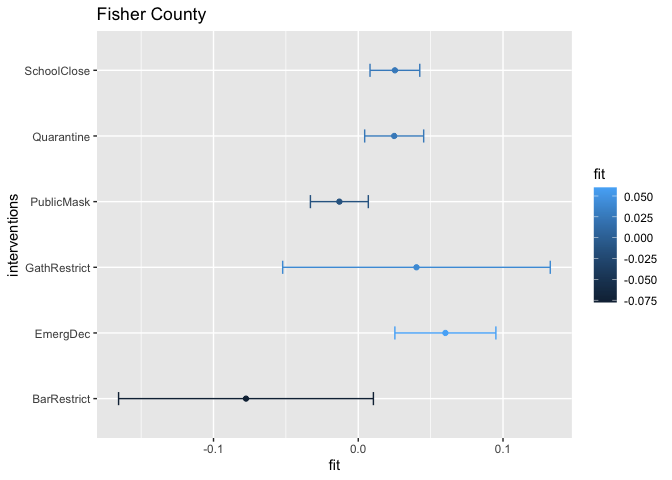 Fisher County
SchoolClose
Quarantine
PublicMask
GathRestrict
EmergDec
BarRestrict
interventions
-0.1
0.0
0.1
fit
fit
0.050
0.025
0.000
-0.025
-0.050
-0.075